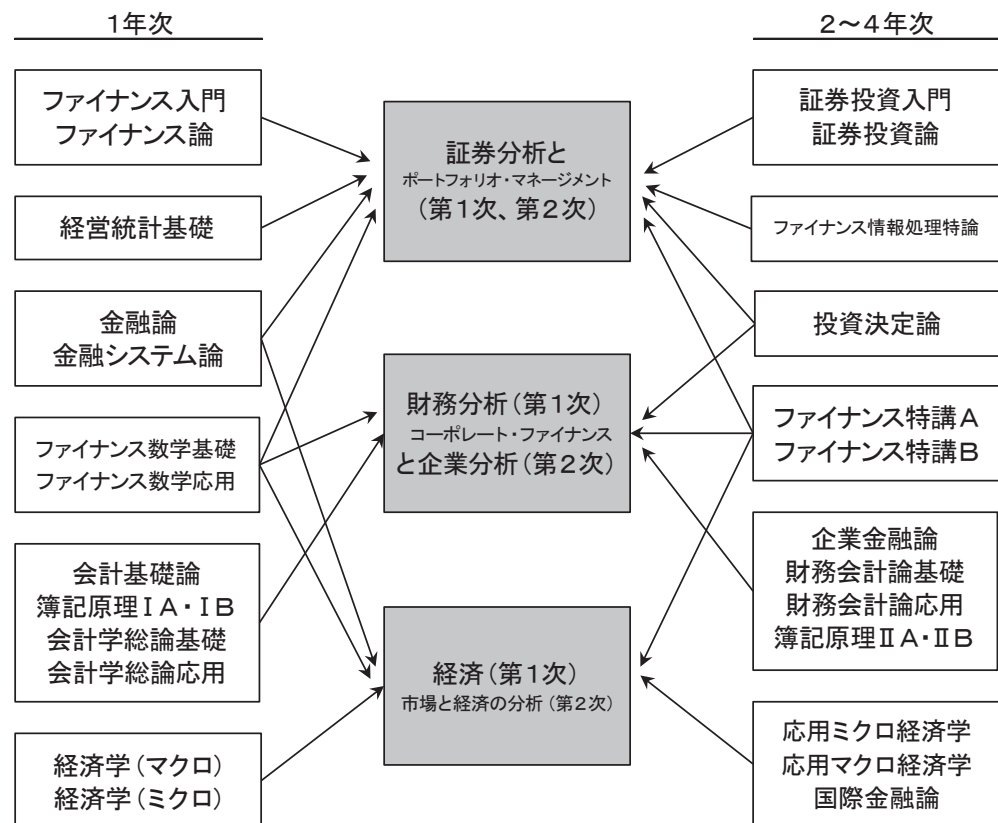 1年次
ファイナンス入門
ファイナンス論
経営統計基礎
金融論
金融システム論
ファイナンス数学基礎
ファイナンス数学応用
会計基礎論
簿記原理ⅠA・ⅠB
会計学総論基礎
会計学総論応用
経済学(マクロ)
経済学(ミクロ)
証券分析と
ポートフォリオ・マネージメント
(第1次、第2次)
財務分析(第1次)
コーポレート・ファイナンス
と企業分析(第2次)
経済(第1次)
市場と経済の分析(第2次)
2〜4年次
証券投資入門
証券投資論
ファイナンス情報処理特論
投資決定論
ファイナンス特講A
ファイナンス特講B
企業金融論
財務会計論基礎
財務会計論応用
簿記原理ⅡA・ⅡB
応用ミクロ経済学
応用マクロ経済学
国際金融論